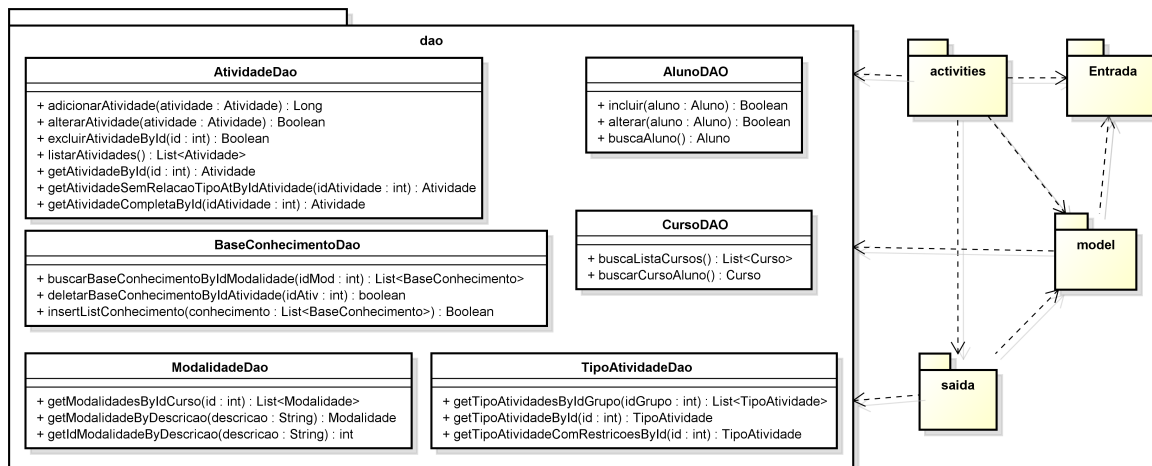 dao
AtividadeDao
+ adicionarAtividade(atividade : Atividade) : Long
+ alterarAtividade(atividade : Atividade) : Boolean
+ excluirAtividadeById(id : int) : Boolean
+ listarAtividades() : List<Atividade>
+ getAtividadeById(id : int) : Atividade
+ getAtividadeSemRelacaoTipoAtByIdAtividade(idAtividade : int) : Atividade
+ getAtividadeCompletaById(idAtividade : int) : Atividade
AlunoDAO
+ incluir(aluno : Aluno) : Boolean
+ alterar(aluno : Aluno) : Boolean
+ buscaAluno() : Aluno
BaseConhecimentoDao
+ buscarBaseConhecimentoByIdModalidade(idMod : int) : List<BaseConhecimento>
+ deletarBaseConhecimentoByIdAtividade(idAtiv : int) : boolean
+ insertListConhecimento(conhecimento : List<BaseConhecimento>) : Boolean
CursoDAO
+ buscaListaCursos() : List<Curso>
+ buscarCursoAluno() : Curso
ModalidadeDao
+ getModalidadesByIdCurso(id : int) : List<Modalidade>
+ getModalidadeByDescricao(descricao : String) : Modalidade
+ getIdModalidadeByDescricao(descricao : String) : int
TipoAtividadeDao
+ getTipoAtividadesByIdGrupo(idGrupo : int) : List<TipoAtividade>
+ getTipoAtividadeById(id : int) : TipoAtividade
+ getTipoAtividadeComRestricoesById(id : int) : TipoAtividade
activities
Entrada
model
saida